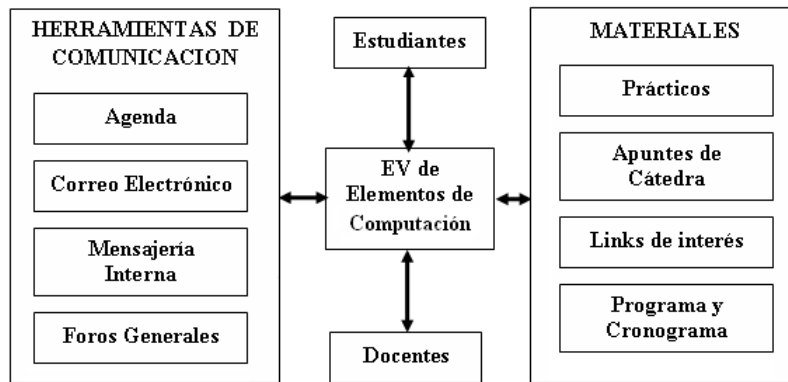 HERRAMIENTAS DE
COMUNICACION
Agenda
Correo Electrónico
Mensajería
Interna
Foros Generales
Estudiantes
EV de
Elementos de
Computación
Docentes
MATERIALES
Prácticos
Apuntes de
Cátedra
Links de interés
Programa y
Cronograma